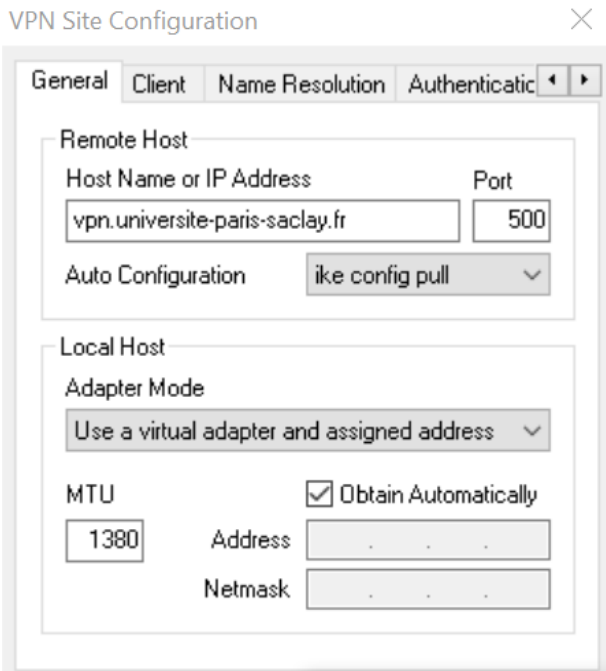 VPN Site Configuration
General Client Name Resolution Authenticatic
Remote Host
Host Name or IP Address Port
vpn.universite-paris-saclay.fr 500
Auto Configuration ike config pull
Local Host
Adapter Mode
Use a virtual adapter and assigned address
MTU Obtain Automatically
1380 Address . . .
Netmask . . .